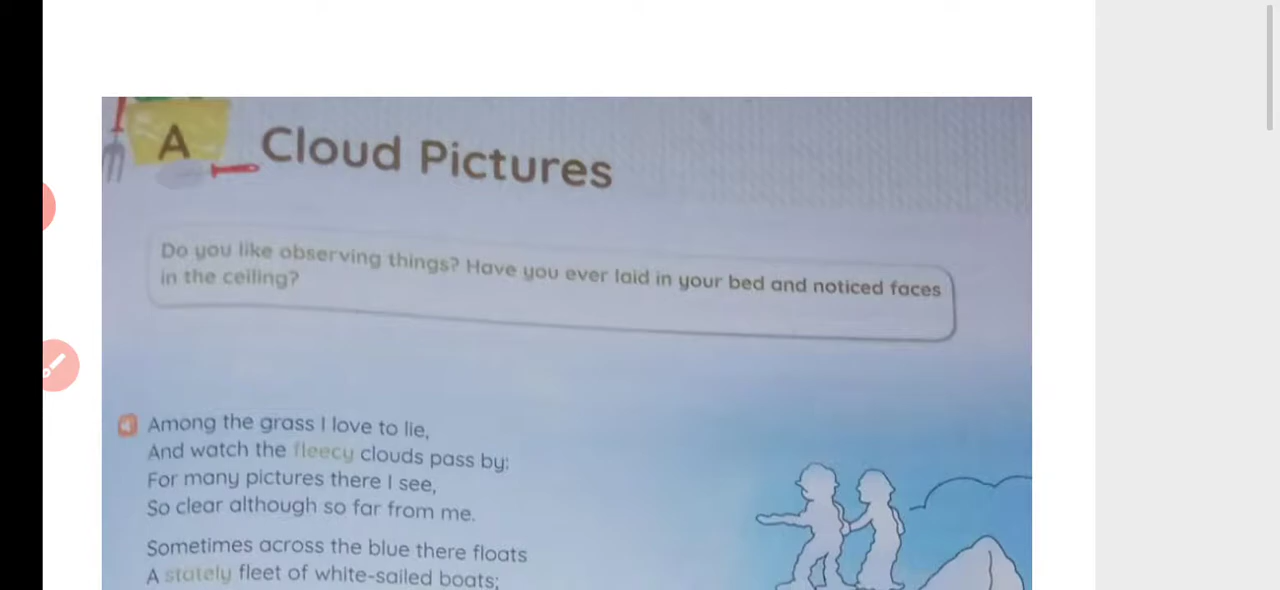 A
Cloud Pictures
Do you like observing things? Have you ever laid in your bed and noticed faces
in the ceiling?
Among the grass I love to lie,
And watch the fleecy clouds pass by:
For many pictures there I see,
So clear although so far from me.
Sometimes across the blue there floats
A stately fleet of white-sailed boats;